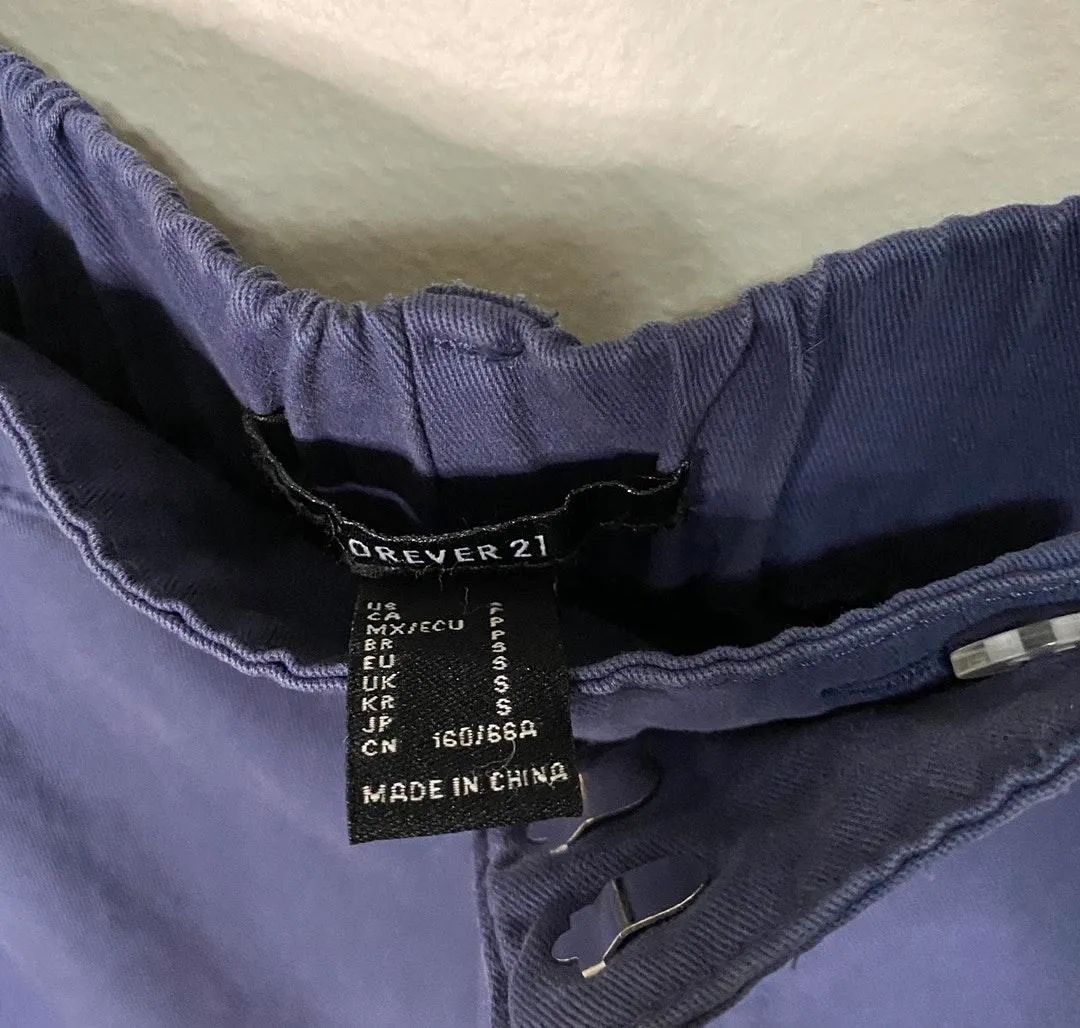 OREVER 21
US
CA
MX/ECU P
BR P
EU S
UK S
KR S
JP S
CN 160/66A
MADE IN CHINA